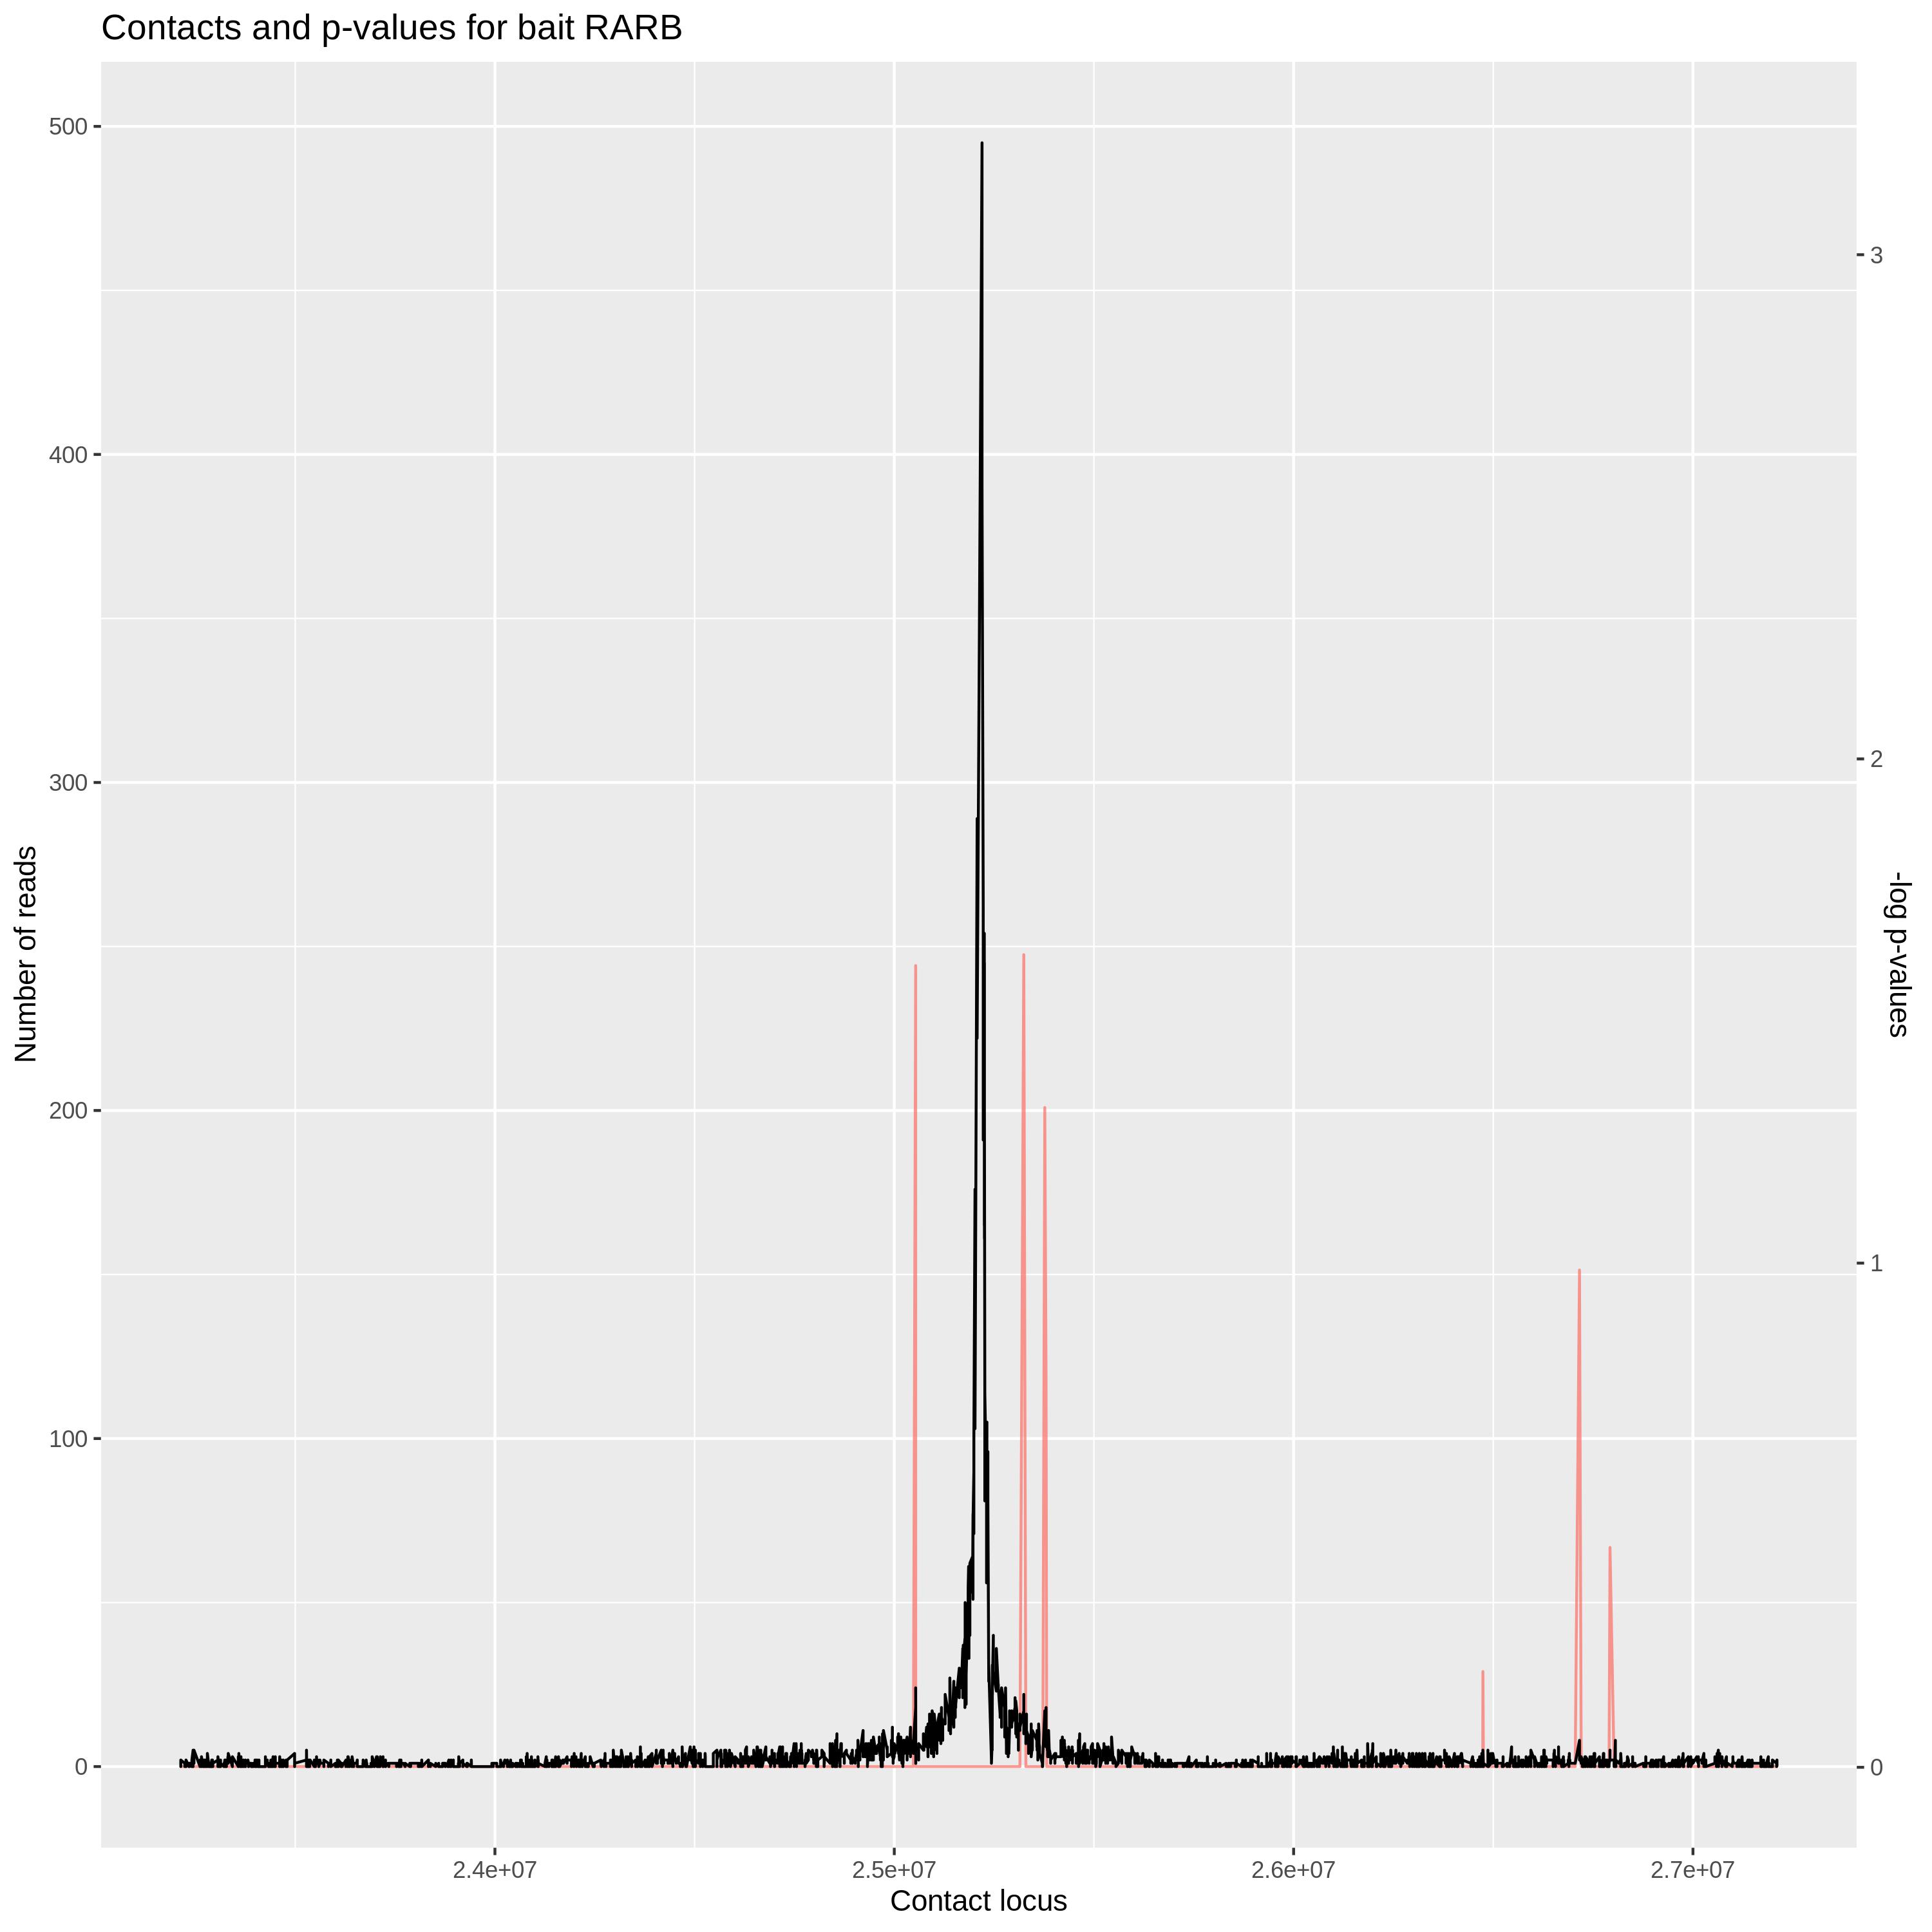 Contacts and p-values for bait RARB
500
400
300
200
100
0
Number of reads
3
2
1
0
-log p-values
2.4e+07
2.5e+07
2.6e+07
2.7e+07
Contact locus